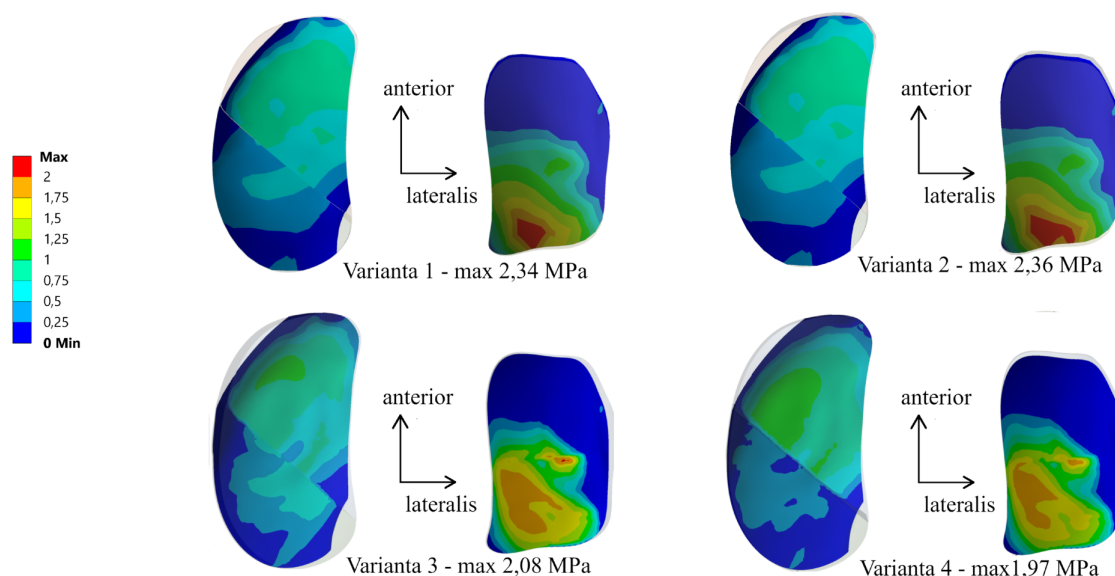 anterior
lateralis
Varianta 1 - max 2,34 MPa
anterior
lateralis
Varianta 2 - max 2,36 MPa
Max
2
1,75
1,5
1,25
1
0,75
0,5
0,25
0 Min
anterior
lateralis
Varianta 3 - max 2,08 MPa
anterior
lateralis
Varianta 4 - max1,97 MPa